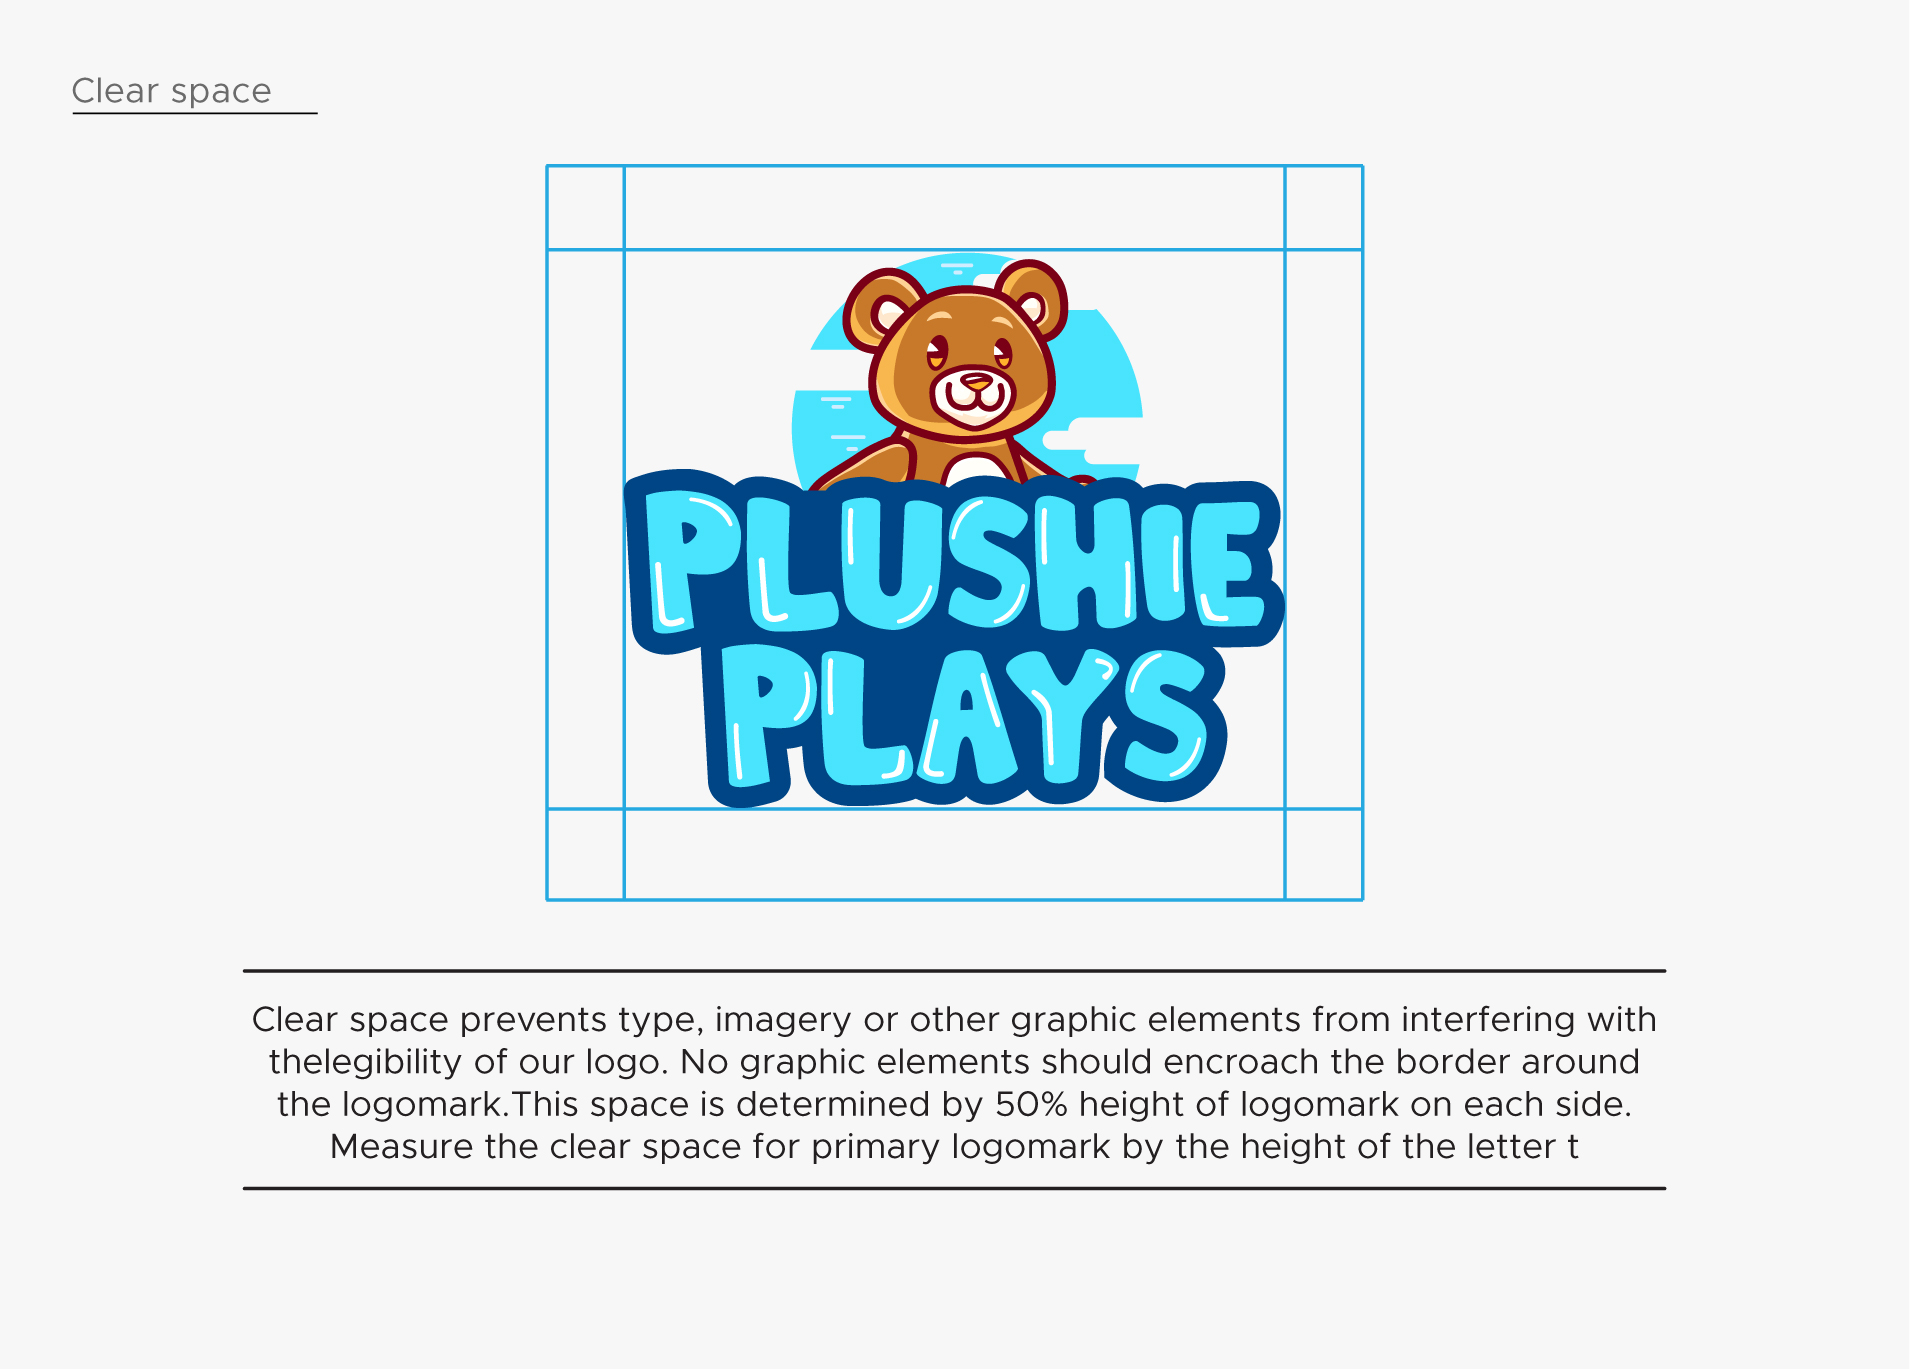 Clear space
PLUSHIE
PLAYS
Clear space prevents type, imagery or other graphic elements from interfering with
thelegibility of our logo. No graphic elements should encroach the border around
the logomark.This space is determined by 50% height of logomark on each side.
Measure the clear space for primary logomark by the height of the letter t